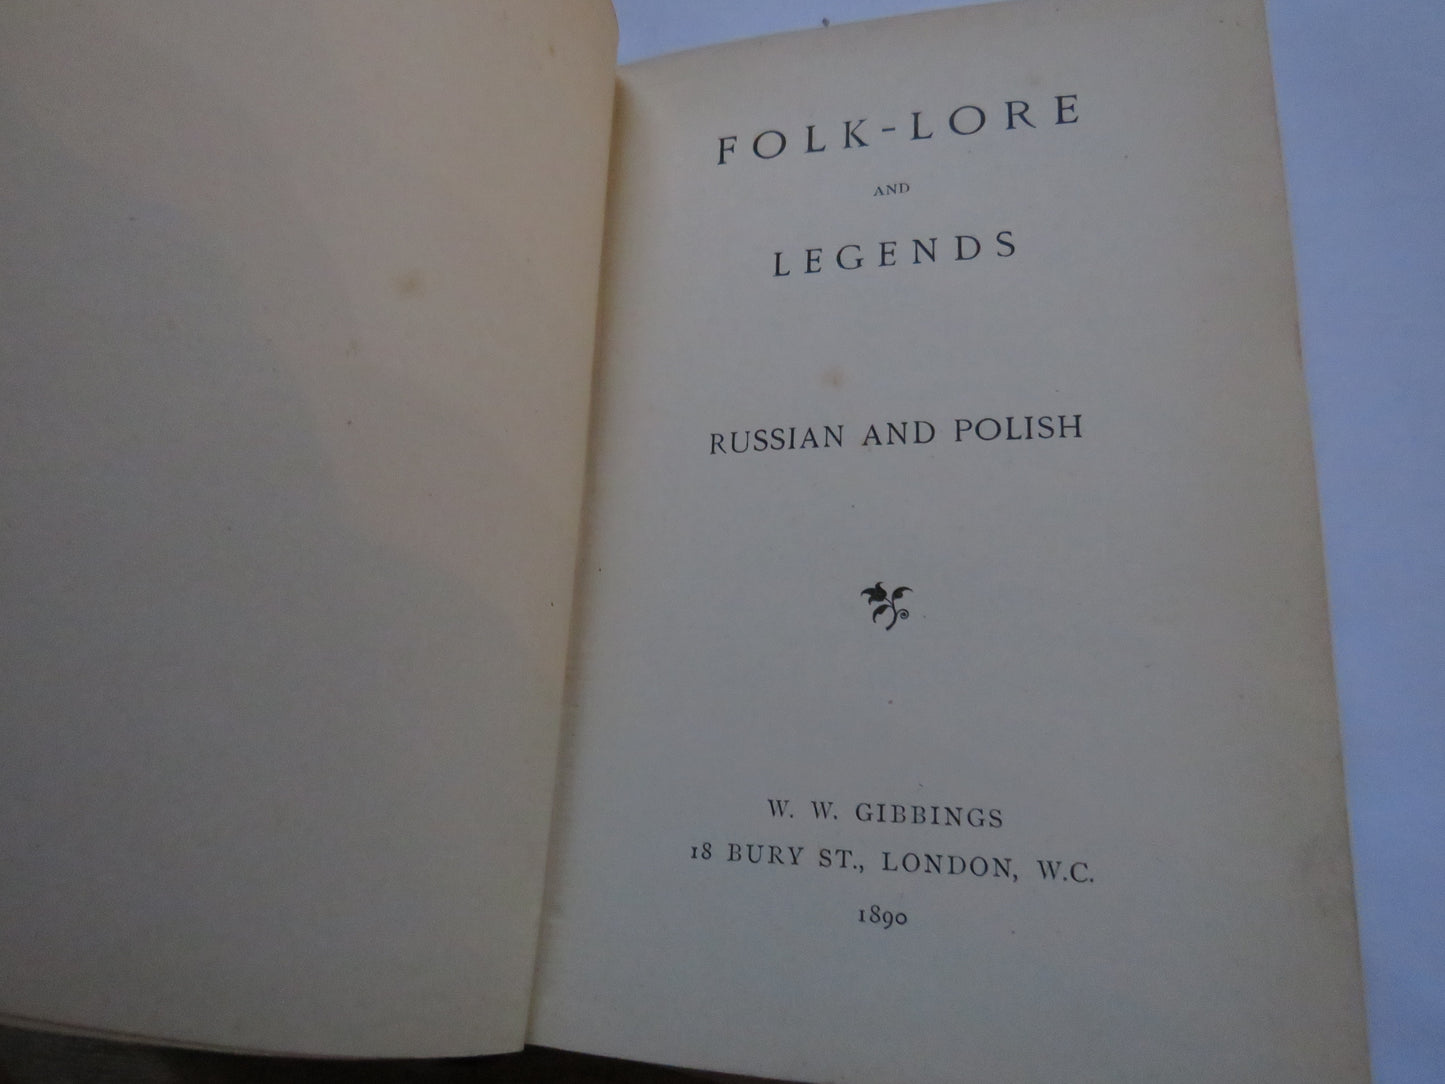 FOLK-LORE
AND
LEGENDS
RUSSIAN AND POLISH
W. W. GIBBINGS
18 BURY ST., LONDON, W.C.
1890